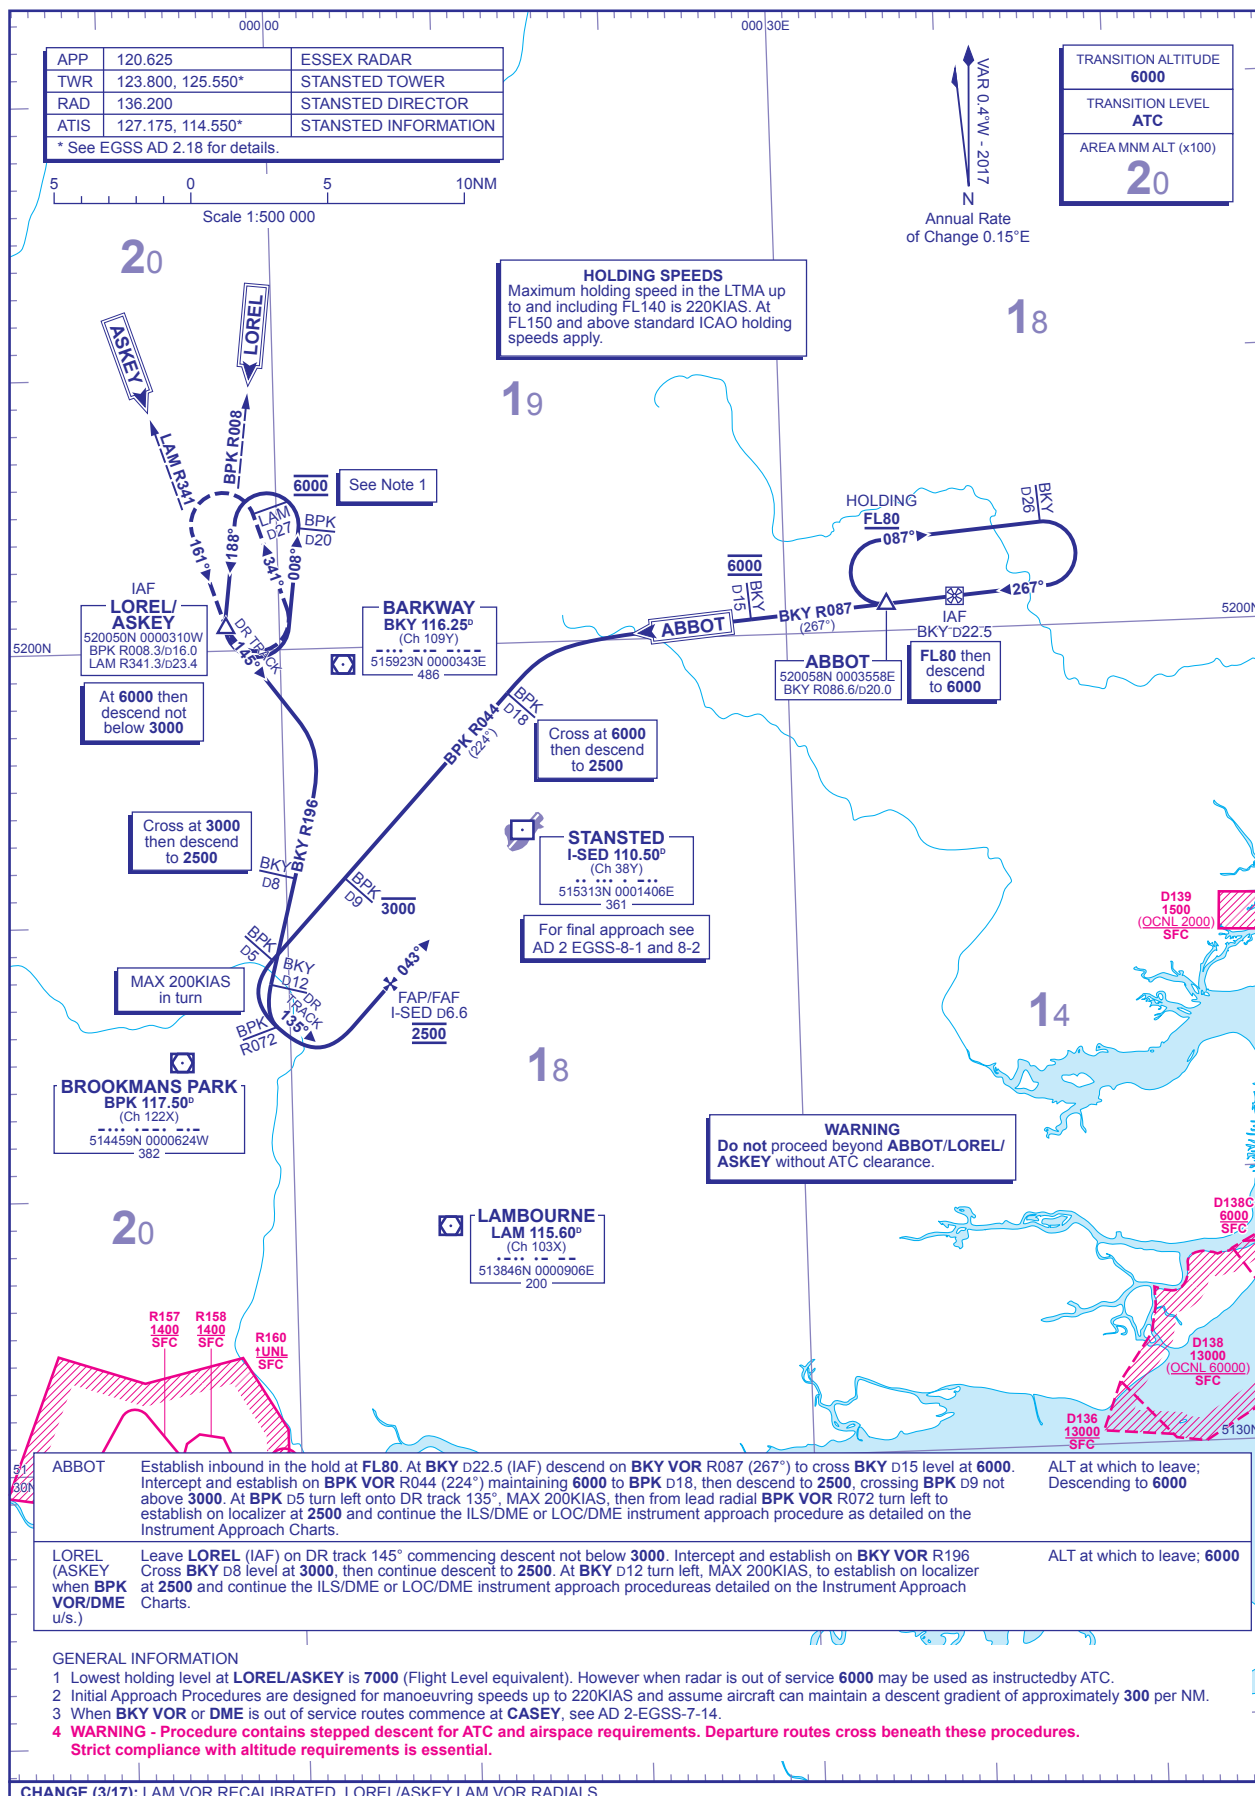 000 00
000 30E
APP 120.625 ESSEX RADAR
TWR 123.800, 125.550* STANSTED TOWER
RAD 136.200 STANSTED DIRECTOR
ATIS 127.175, 114.550* STANSTED INFORMATION
* See EGSS AD 2.18 for details.
5 0 5 10NM
Scale 1:500 000
VAR 0.4°W - 2017
N
Annual Rate
of Change 0.15°E
TRANSITION ALTITUDE
6000
TRANSITION LEVEL
ATC
AREA MNM ALT (x100)
20
20
HOLDING SPEEDS
Maximum holding speed in the LTMA up
to and including FL140 is 220KIAS. At
FL150 and above standard ICAO holding
speeds apply.
18
19
ASKEY
LOREL
LAM R341
BPK R008
6000
See Note 1
LAM
D27
BPK
D20
161°
188°
341°
008°
HOLDING
FL80
087°
BKY
D26
267°
IAF
BKY D22.5
FL80 then
descend
to 6000
6000
BKY
D15
BKY R087
(267°)
ABBOT
ABBOT
520058N 0003558E
BKY R086.6/D20.0
5200N
IAF
LOREL/
ASKEY
520050N 0000310W
BPK R008.3/D16.0
LAM R341.3/D23.4
5200N
DR TRACK
145°
At 6000 then
descend not
below 3000
BARKWAY
BKY 116.25D
(Ch 109Y)
515923N 0000343E
486
BPK
D18
BPK R044
(224°)
Cross at 6000
then descend
to 2500
BKY R196
Cross at 3000
then descend
to 2500
BKY
D8
BPK
D9
3000
STANSTED
I-SED 110.50D
(Ch 38Y)
515313N 0001406E
361
For final approach see
AD 2 EGSS-8-1 and 8-2
D139
1500
(OCNL 2000)
SFC
BPK
D5
BKY
D12
MAX 200KIAS
in turn
DR
TRACK
135°
BPK
R072
043°
FAP/FAF
I-SED D6.6
2500
14
18
BROOKMANS PARK
BPK 117.50D
(Ch 122X)
514459N 0000624W
382
WARNING
Do not proceed beyond ABBOT/LOREL/
ASKEY without ATC clearance.
20
LAMBOURNE
LAM 115.60D
(Ch 103X)
513846N 0000906E
200
D138C
6000
SFC
R157
1400
SFC
R158
1400
SFC
R160
↑UNL
SFC
D138
13000
(OCNL 60000)
SFC
D136
13000
SFC
5130N
51
30N
ABBOT Establish inbound in the hold at FL80. At BKY D22.5 (IAF) descend on BKY VOR R087 (267°) to cross BKY D15 level at 6000. ALT at which to leave;
Intercept and establish on BPK VOR R044 (224°) maintaining 6000 to BPK D18, then descend to 2500, crossing BPK D9 not Descending to 6000
above 3000. At BPK D5 turn left onto DR track 135°, MAX 200KIAS, then from lead radial BPK VOR R072 turn left to
establish on localizer at 2500 and continue the ILS/DME or LOC/DME instrument approach procedure as detailed on the
Instrument Approach Charts.
LOREL Leave LOREL (IAF) on DR track 145° commencing descent not below 3000. Intercept and establish on BKY VOR R196 ALT at which to leave; 6000
(ASKEY Cross BKY D8 level at 3000, then continue descent to 2500. At BKY D12 turn left, MAX 200KIAS, to establish on localizer
when BPK at 2500 and continue the ILS/DME or LOC/DME instrument approach procedureas detailed on the Instrument Approach
VOR/DME Charts.
u/s.)
GENERAL INFORMATION
1 Lowest holding level at LOREL/ASKEY is 7000 (Flight Level equivalent). However when radar is out of service 6000 may be used as instructedby ATC.
2 Initial Approach Procedures are designed for manoeuvring speeds up to 220KIAS and assume aircraft can maintain a descent gradient of approximately 300 per NM.
3 When BKY VOR or DME is out of service routes commence at CASEY, see AD 2-EGSS-7-14.
4 WARNING - Procedure contains stepped descent for ATC and airspace requirements. Departure routes cross beneath these procedures.
Strict compliance with altitude requirements is essential.
CHANGE (3/17): LAM VOR RECALIBRATED. LOREL/ASKEY LAM VOR RADIALS.